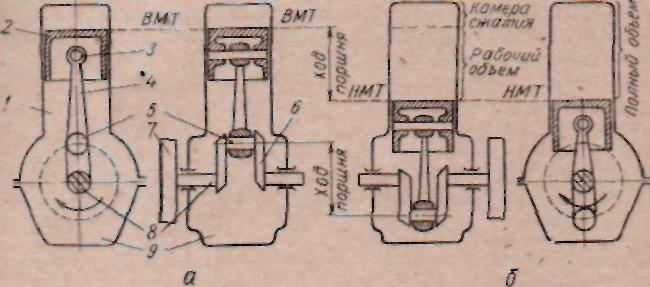 ВМТ
ВМТ
2
3
4
1
5
7
6
8
9
Ход
поршня
НМТ
Ход
поршня
Камера
сжатия
Рабочий
объем
НМТ
Полный объем
а
б